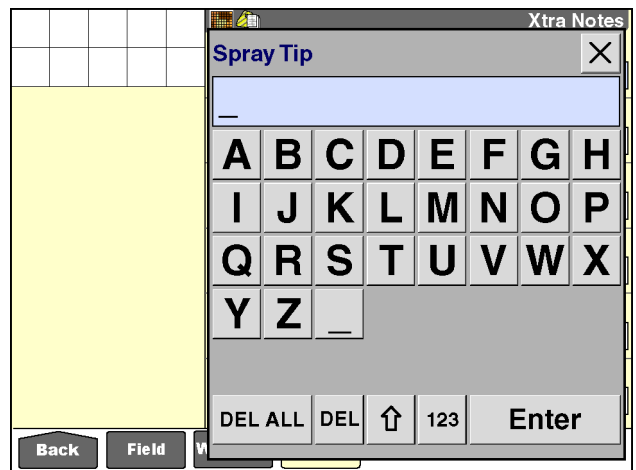 Xtra Notes
Spray Tip
_
A B C D E F G H
I J K L M N O P
Q R S T U V W X
Y Z _
DEL ALL DEL ⇧ 123 Enter
Back Field W